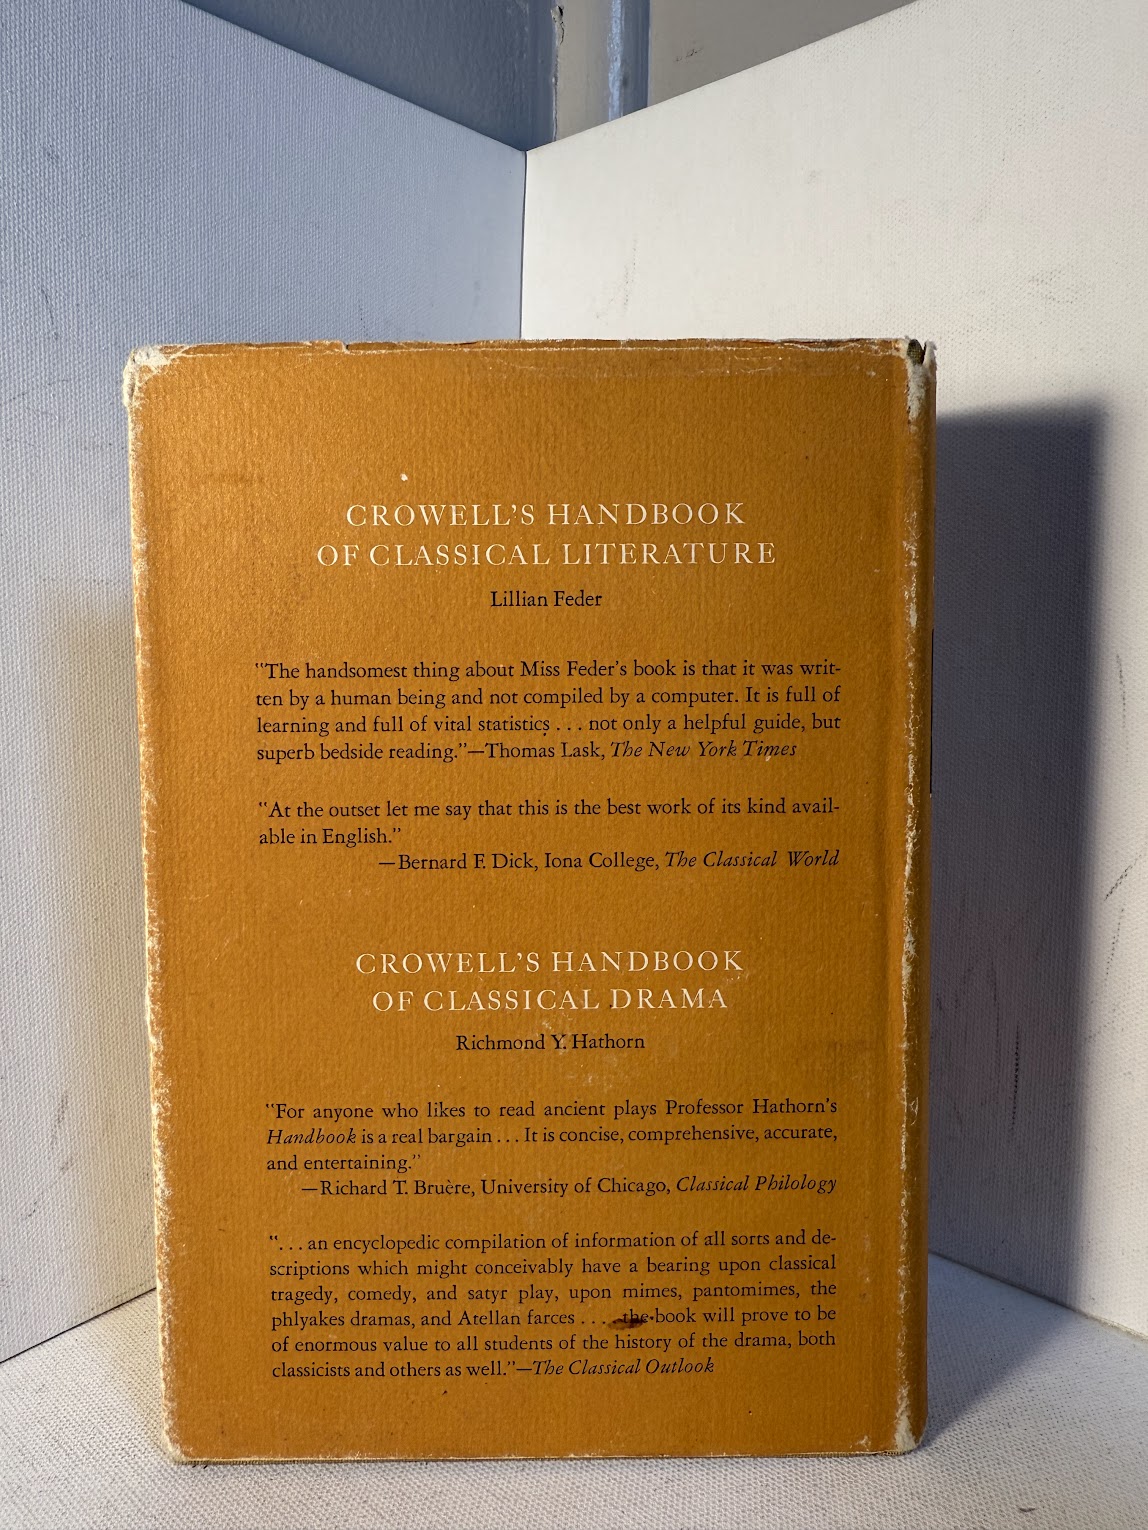 CROWELL'S HANDBOOK
OF CLASSICAL LITERATURE
Lillian Feder
"The handsomest thing about Miss Feder's book is that it was writ-
ten by a human being and not compiled by a computer. It is full of
learning and full of vital statistics . . . not only a helpful guide, but
superb bedside reading."—Thomas Lask, The New York Times
"At the outset let me say that this is the best work of its kind avail-
able in English."
—Bernard F. Dick, Iona College, The Classical World
CROWELL'S HANDBOOK
OF CLASSICAL DRAMA
Richmond Y. Hathorn
"For anyone who likes to read ancient plays Professor Hathorn's
Handbook is a real bargain . . . It is concise, comprehensive, accurate,
and entertaining."
—Richard T. Bruère, University of Chicago, Classical Philology
". . . an encyclopedic compilation of information of all sorts and de-
scriptions which might conceivably have a bearing upon classical
tragedy, comedy, and satyr play, upon mimes, pantomimes, the
phlyakes dramas, and Atellan farces . . . . the book will prove to be
of enormous value to all students of the history of the drama, both
classicists and others as well."—The Classical Outlook